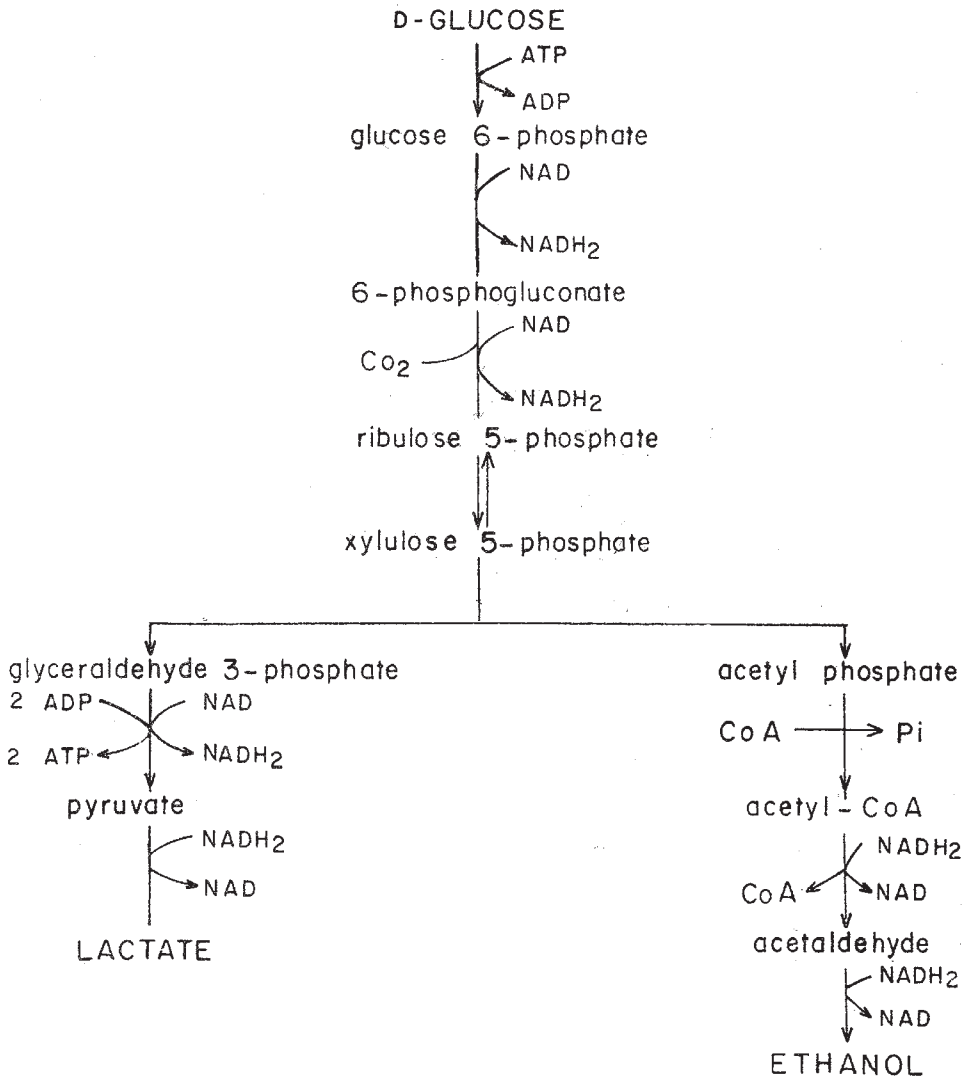 D-GLUCOSE
ATP
ADP
glucose 6-phosphate
NAD
NADH2
6-phosphogluconate
NAD
Co2
NADH2
ribulose 5-phosphate
xylulose 5-phosphate
glyceraldehyde 3-phosphate
2 ADP NAD
2 ATP NADH2
pyruvate
NADH2
NAD
LACTATE
acetyl phosphate
CoA Pi
acetyl-CoA
NADH2
CoA NAD
acetaldehyde
NADH2
NAD
ETHANOL